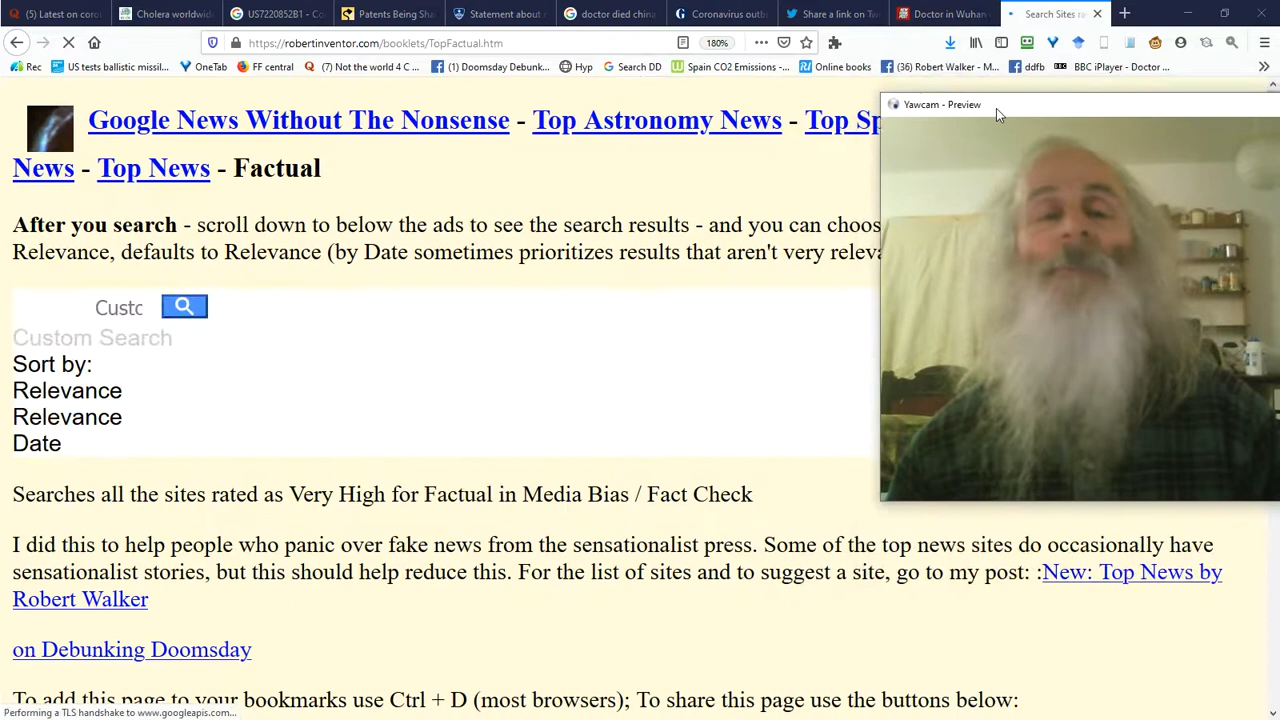 (5) Latest on coro
Cholera worldwid
US7220852B1 - Co
Patents Being Sha
Statement about
doctor died china
Coronavirus outb
Share a link on Tw
Doctor in Wuhan
Search Sites ra
https://robertinventor.com/booklets/TopFactual.htm
180%
Rec
US tests ballistic missil...
OneTab
FF central
(7) Not the world 4 C...
(1) Doomsday Debunk...
Hyp
Search DD
Spain CO2 Emissions -...
Online books
(36) Robert Walker - M...
ddfb
BBC iPlayer - Doctor ...
Yawcam - Preview
Google News Without The Nonsense - Top Astronomy News - Top Sp
News - Top News - Factual
After you search - scroll down to below the ads to see the search results - and you can choos
Relevance, defaults to Relevance (by Date sometimes prioritizes results that aren't very releva
Custc
Custom Search
Sort by:
Relevance
Relevance
Date
Searches all the sites rated as Very High for Factual in Media Bias / Fact Check
I did this to help people who panic over fake news from the sensationalist press. Some of the top news sites do occasionally have
sensationalist stories, but this should help reduce this. For the list of sites and to suggest a site, go to my post: :New: Top News by
Robert Walker
on Debunking Doomsday
To add this page to your bookmarks use Ctrl + D (most browsers); To share this page use the buttons below:
Performing a TLS handshake to www.googleapis.com...